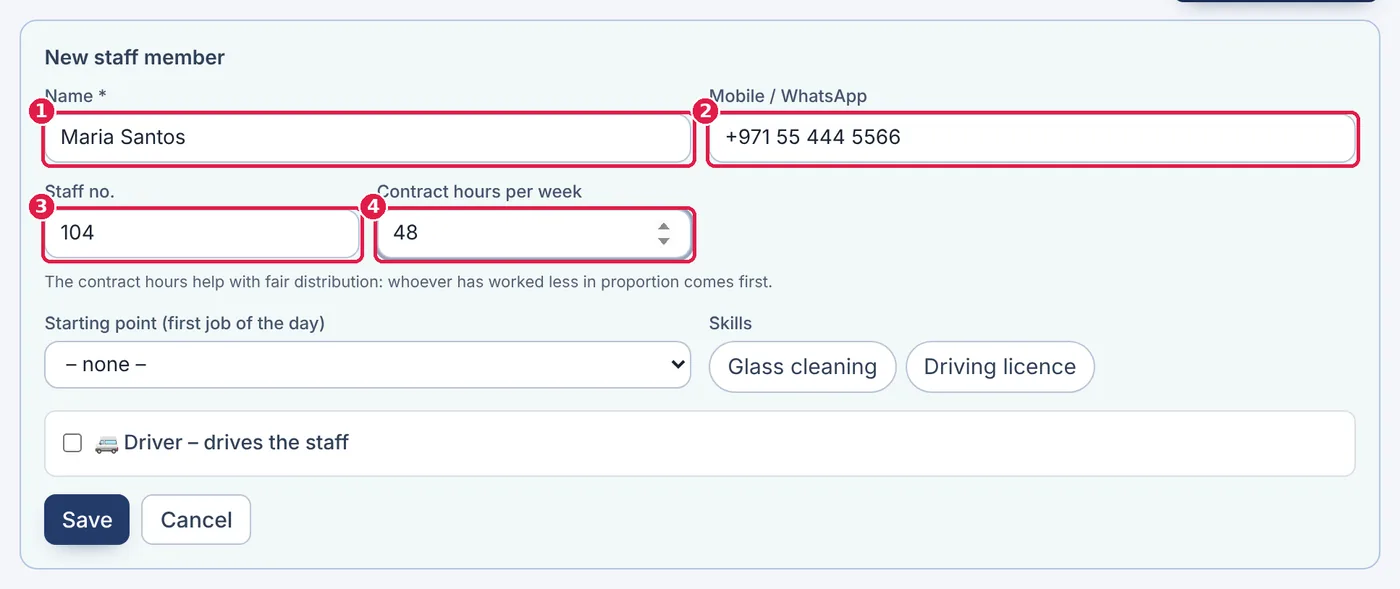 New staff member
Name *
Mobile / WhatsApp
1
2
Maria Santos
+971 55 444 5566
Staff no.
Contract hours per week
3
4
104
48
The contract hours help with fair distribution: whoever has worked less in proportion comes first.
Starting point (first job of the day)
Skills
– none –
Glass cleaning
Driving licence
Driver – drives the staff
Save
Cancel